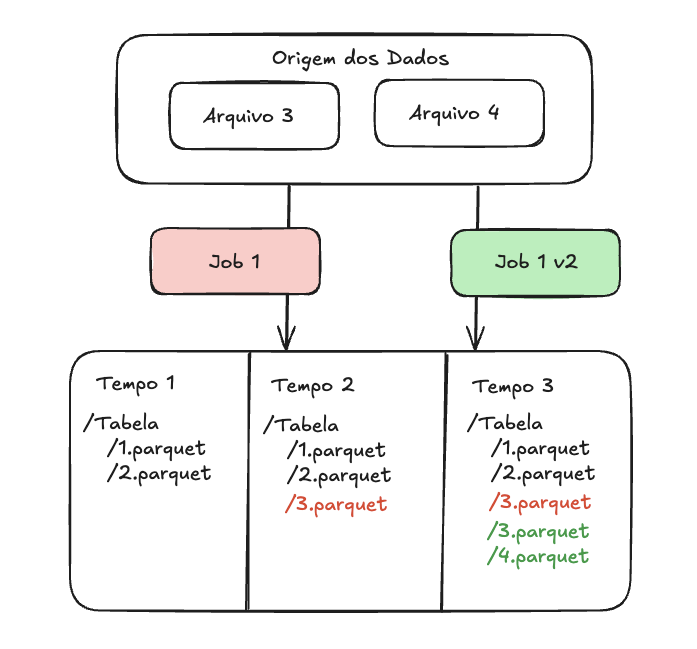 Origem dos Dados
Arquivo 3
Arquivo 4
Job 1
Job 1 v2
Tempo 1
/Tabela
/1.parquet
/2.parquet
Tempo 2
/Tabela
/1.parquet
/2.parquet
/3.parquet
Tempo 3
/Tabela
/1.parquet
/2.parquet
/3.parquet
/3.parquet
/4.parquet